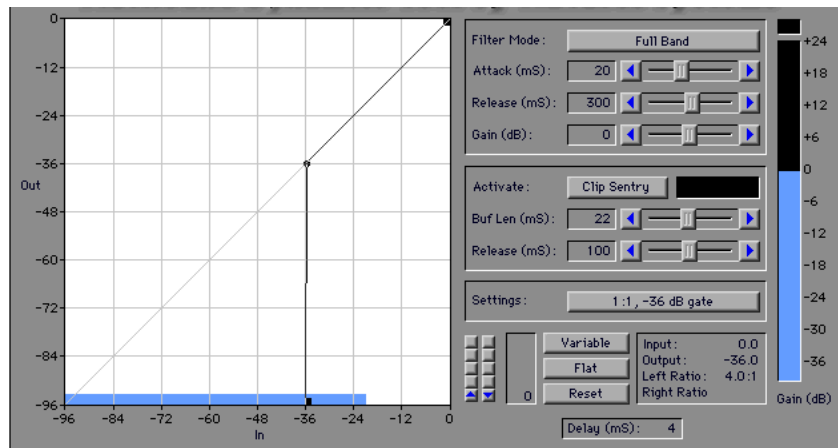 0
-12
-24
-36
Out
-48
-60
-72
-84
-96
-96 -84 -72 -60 -48 -36 -24 -12 0
In
Filter Mode: Full Band
Attack (mS): 20
Release (mS): 300
Gain (dB): 0
Activate: Clip Sentry
Buf Len (mS): 22
Release (mS): 100
Settings: 1:1, -36 dB gate
0
Variable
Flat
Reset
Input: 0.0
Output: -36.0
Left Ratio: 4.0:1
Right Ratio
Delay (mS): 4
+24
+18
+12
+6
0
-6
-12
-18
-24
-30
-36
Gain (dB)